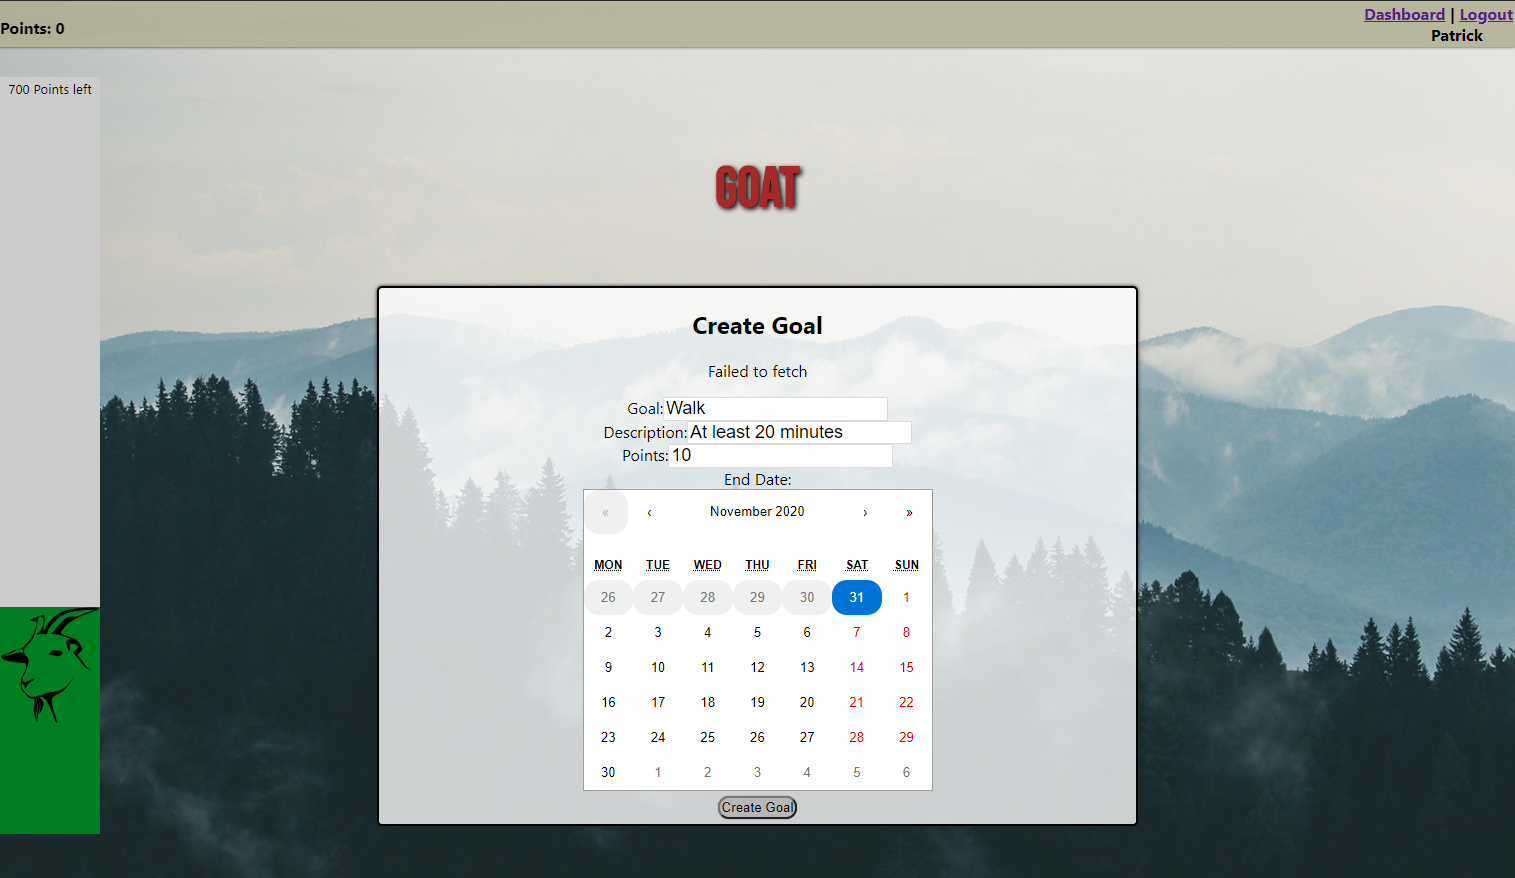 Points: 0
Dashboard | Logout
Patrick
700 Points left
GOAT
Create Goal
Failed to fetch
Goal: Walk
Description: At least 20 minutes
Points: 10
End Date:
« ‹ November 2020 › »
MON TUE WED THU FRI SAT SUN
26 27 28 29 30 31 1
2 3 4 5 6 7 8
9 10 11 12 13 14 15
16 17 18 19 20 21 22
23 24 25 26 27 28 29
30 1 2 3 4 5 6
Create Goal